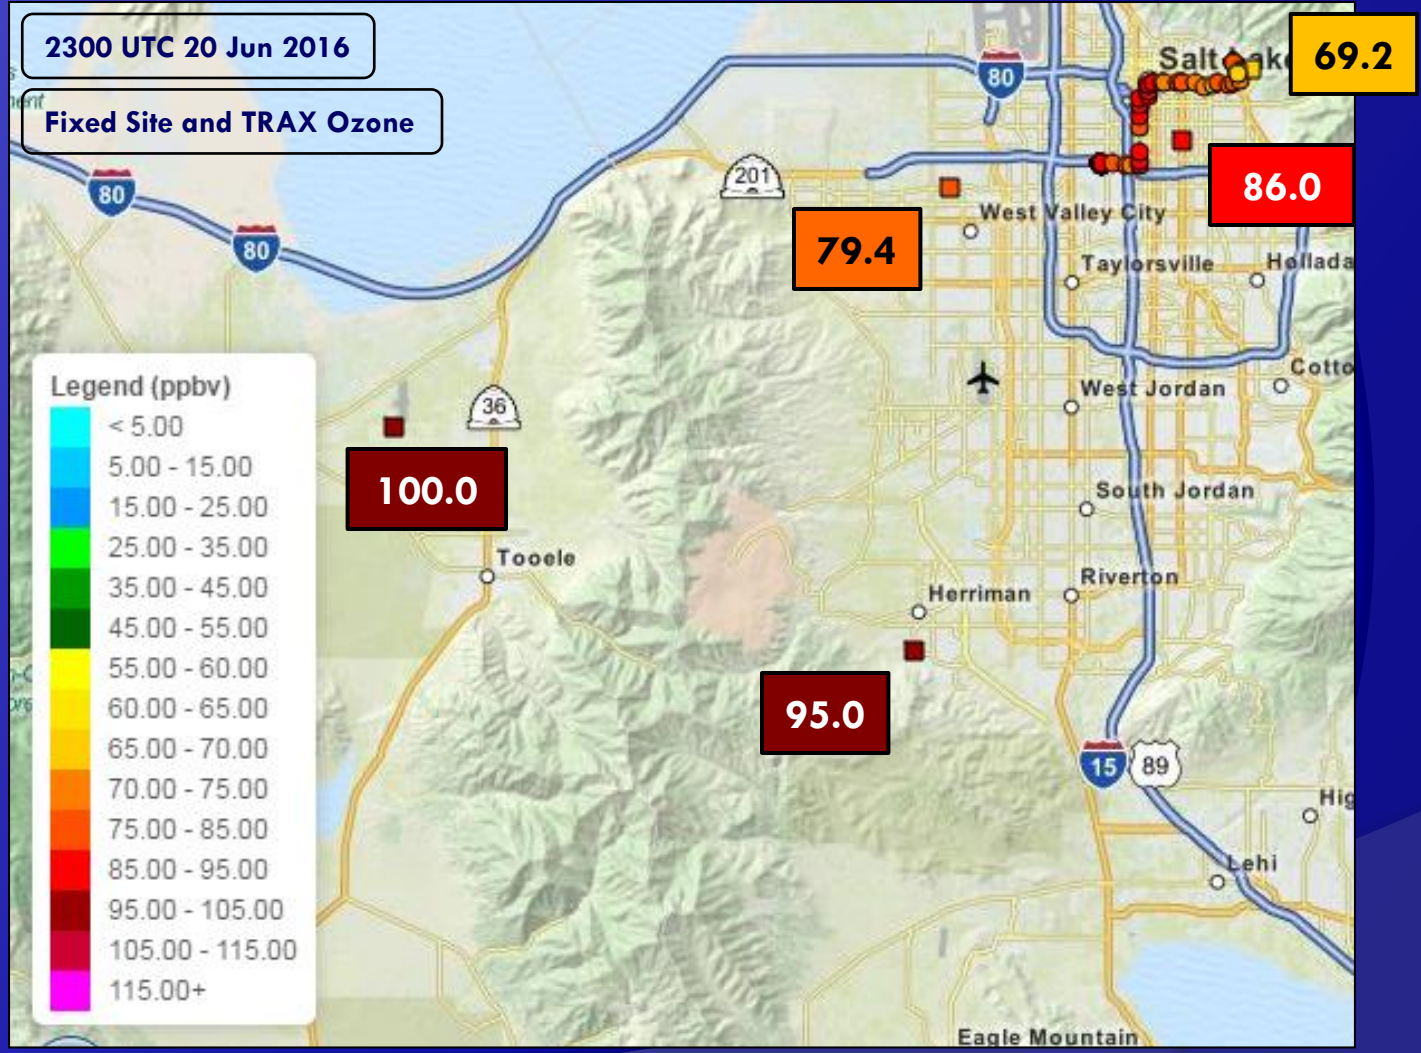 2300 UTC 20 Jun 2016
Fixed Site and TRAX Ozone
69.2
Salt Lake
80
86.0
201
80
West Valley City
80
79.4
Taylorsville
Hollada
Cotto
Legend (ppbv)
< 5.00
5.00 - 15.00
15.00 - 25.00
25.00 - 35.00
35.00 - 45.00
45.00 - 55.00
55.00 - 60.00
60.00 - 65.00
65.00 - 70.00
70.00 - 75.00
75.00 - 85.00
85.00 - 95.00
95.00 - 105.00
105.00 - 115.00
115.00+
36
West Jordan
100.0
South Jordan
Tooele
Riverton
Herriman
95.0
15
89
Hig
Lehi
Eagle Mountain